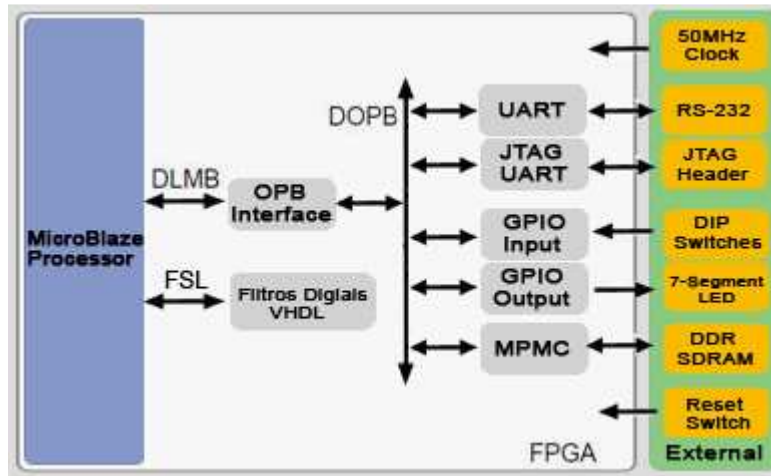 50MHz
Clock
DOPB
UART
RS-232
JTAG
UART
JTAG
Header
DLMB
OPB
Interface
MicroBlaze
Processor
GPIO
Input
DIP
Switches
FSL
Flitros Digiais
VHDL
GPIO
Output
7-Segment
LED
MPMC
DDR
SDRAM
Reset
Switch
FPGA
External